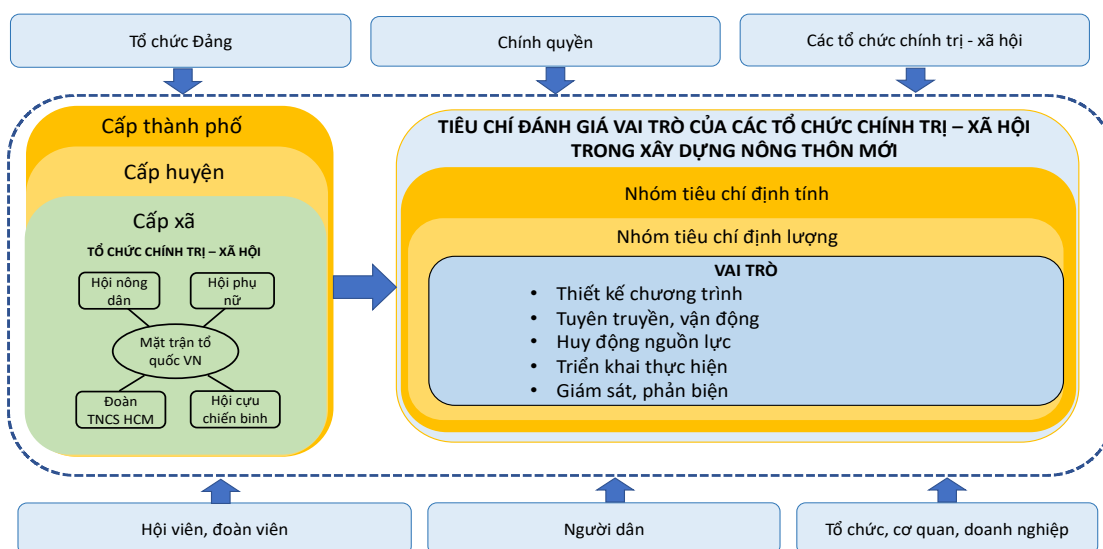 Tổ chức Đảng
Chính quyền
Các tổ chức chính trị - xã hội
Cấp thành phố
Cấp huyện
Cấp xã
TỔ CHỨC CHÍNH TRỊ – XÃ HỘI
Hội nông
dân
Hội phụ
nữ
Mặt trận tổ
quốc VN
Đoàn
TNCS HCM
Hội cựu
chiến binh
TIÊU CHÍ ĐÁNH GIÁ VAI TRÒ CỦA CÁC TỔ CHỨC CHÍNH TRỊ – XÃ HỘI
TRONG XÂY DỰNG NÔNG THÔN MỚI
Nhóm tiêu chí định tính
Nhóm tiêu chí định lượng
VAI TRÒ
• Thiết kế chương trình
• Tuyên truyền, vận động
• Huy động nguồn lực
• Triển khai thực hiện
• Giám sát, phản biện
Hội viên, đoàn viên
Người dân
Tổ chức, cơ quan, doanh nghiệp